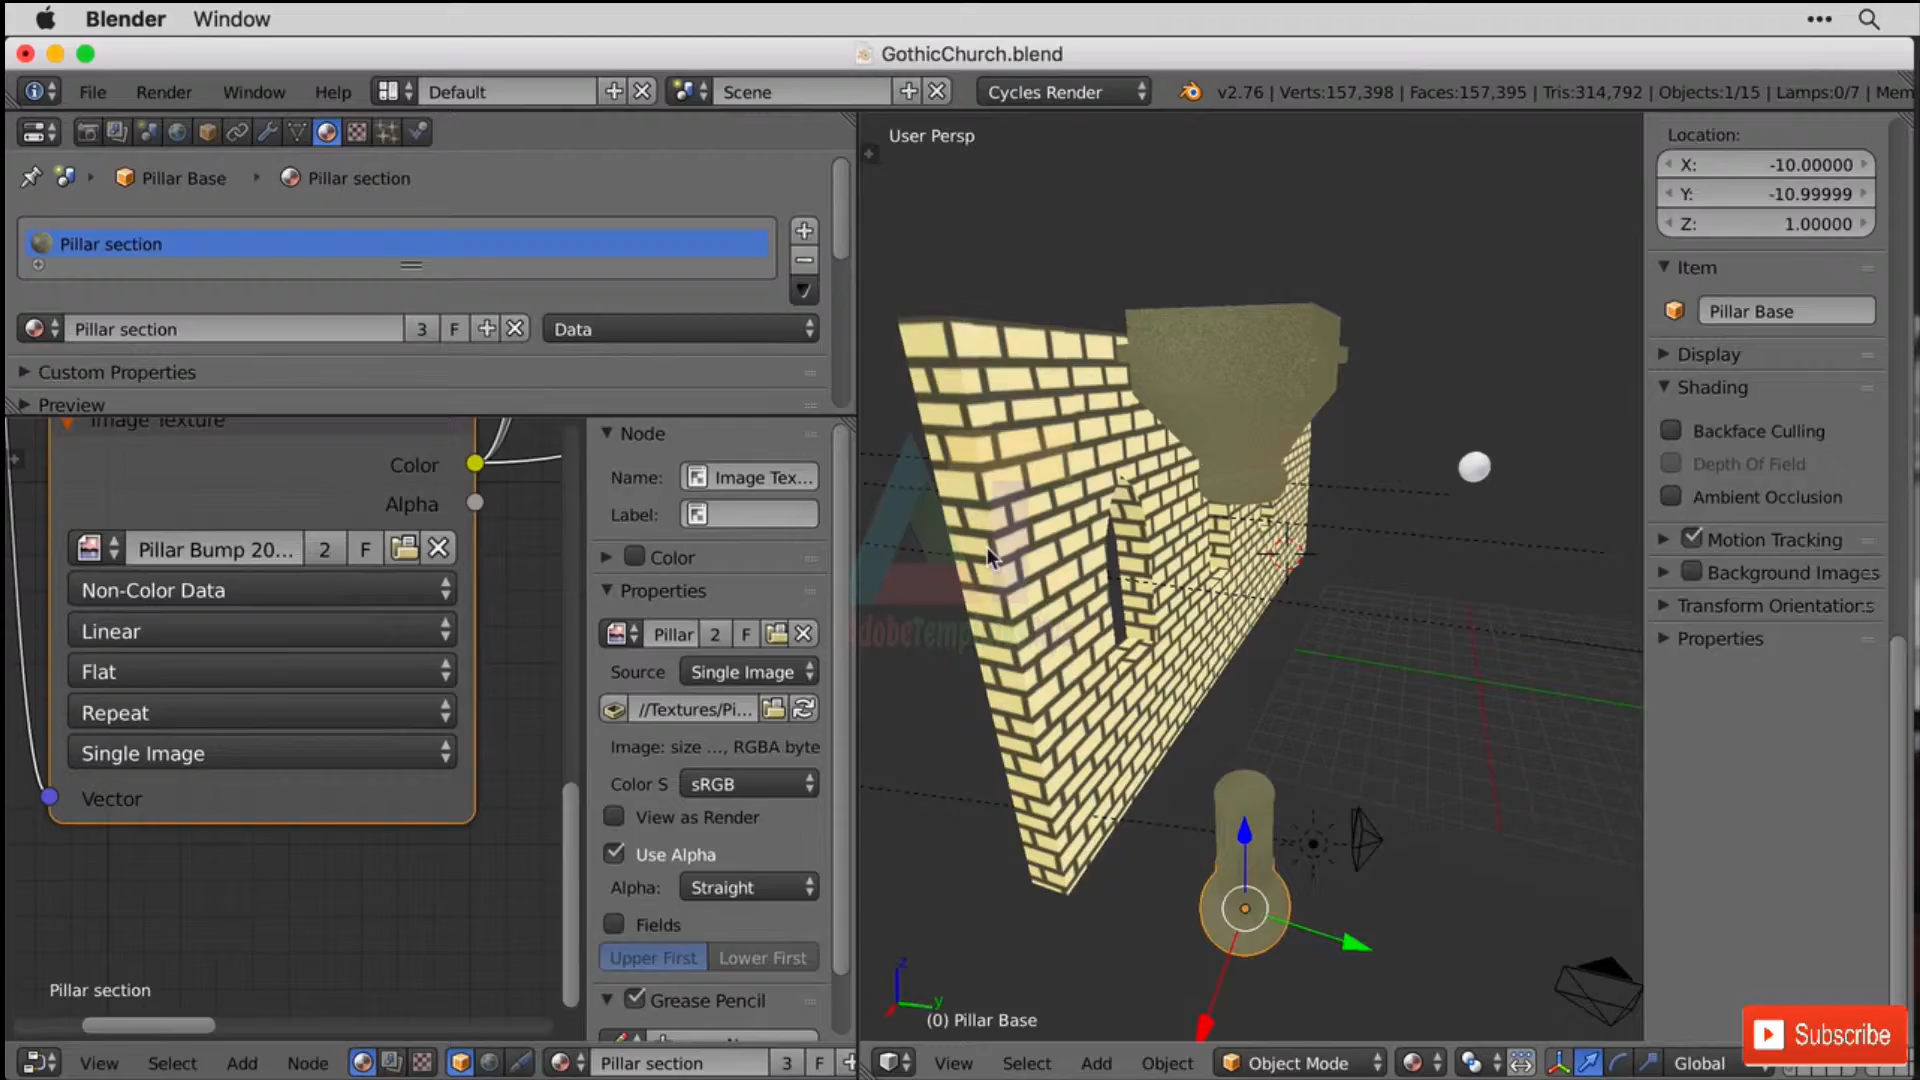 Blender Window
GothicChurch.blend
File Render Window Help Default Scene Cycles Render v2.76 | Verts:157,398 | Faces:157,395 | Tris:314,792 | Objects:1/15 | Lamps:0/7 | Mem
Pillar Base Pillar section
Pillar section
Pillar section 3 F Data
Custom Properties
Preview
Image Texture
Color
Alpha
Pillar Bump 20... 2 F
Non-Color Data
Linear
Flat
Repeat
Single Image
Vector
Pillar section
Node
Name: Image Tex...
Label:
Color
Properties
Pillar 2 F
Source Single Image
//Textures/Pi...
Image: size ..., RGBA byte
Color S sRGB
View as Render
Use Alpha
Alpha: Straight
Fields
Upper First Lower First
Grease Pencil
View Select Add Node Pillar section 3 F
User Persp
z
y
(0) Pillar Base
View Select Add Object Object Mode Global
Location:
X: -10.00000
Y: -10.99999
Z: 1.00000
Item
Pillar Base
Display
Shading
Backface Culling
Depth Of Field
Ambient Occlusion
Motion Tracking
Background Images
Transform Orientations
Properties
Subscribe